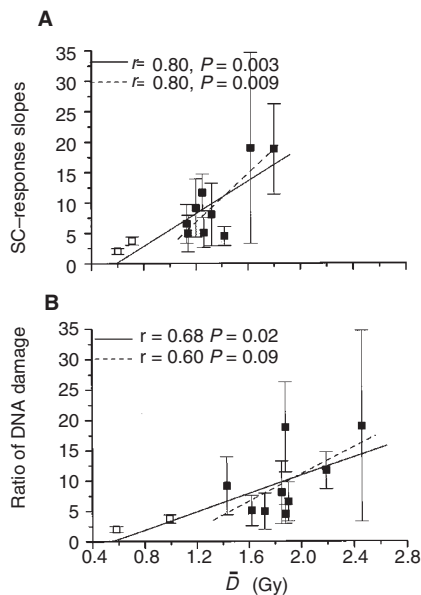 A
r= 0.80, P = 0.003
r= 0.80, P = 0.009
SC–response slopes
35
30
25
20
15
10
5
0
B
r = 0.68 P = 0.02
r = 0.60 P = 0.09
Ratio of DNA damage
35
30
25
20
15
10
5
0
0.4 0.6 1.2 1.6 2.0 2.4 2.8
D̄ (Gy)